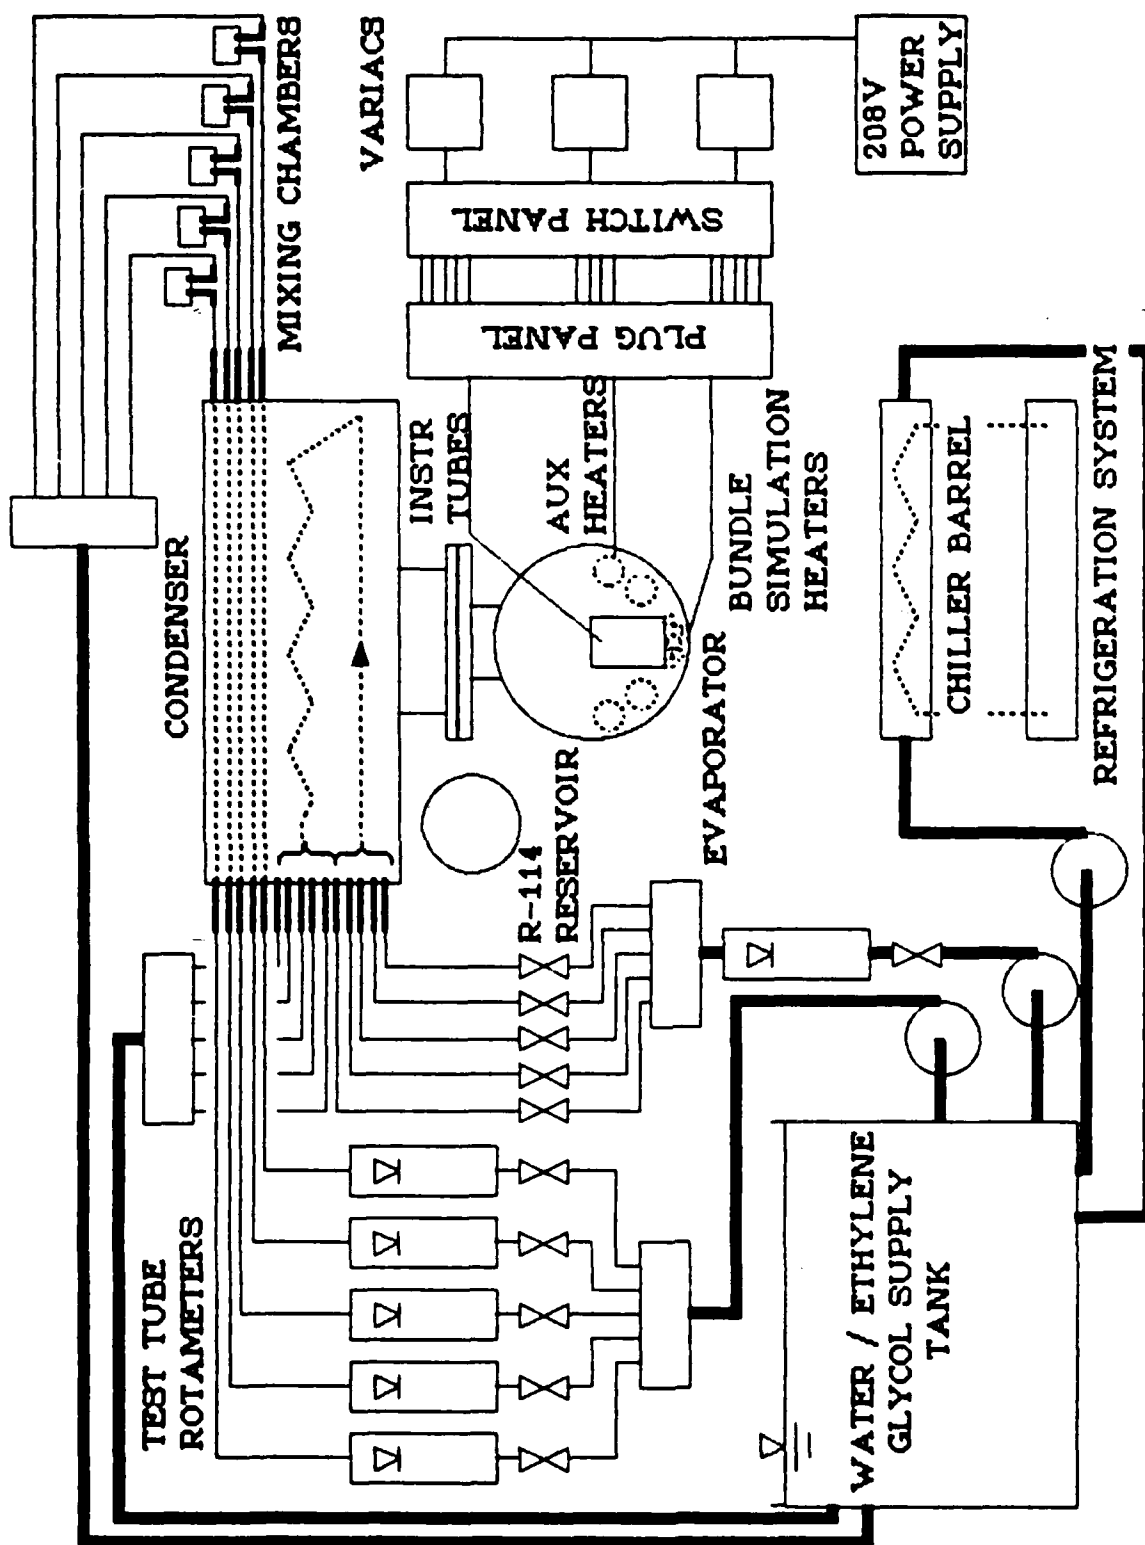 MIXING CHAMBERS
VARIACS
208V
POWER
SUPPLY
SWITCH PANEL
PLUG PANEL
CONDENSER
INSTR
TUBES
AUX
HEATERS
BUNDLE
SIMULATION
HEATERS
CHILLER BARREL
REFRIGERATION SYSTEM
R-114
RESERVOIR
EVAPORATOR
TEST TUBE
ROTAMETERS
WATER / ETHYLENE
GLYCOL SUPPLY
TANK